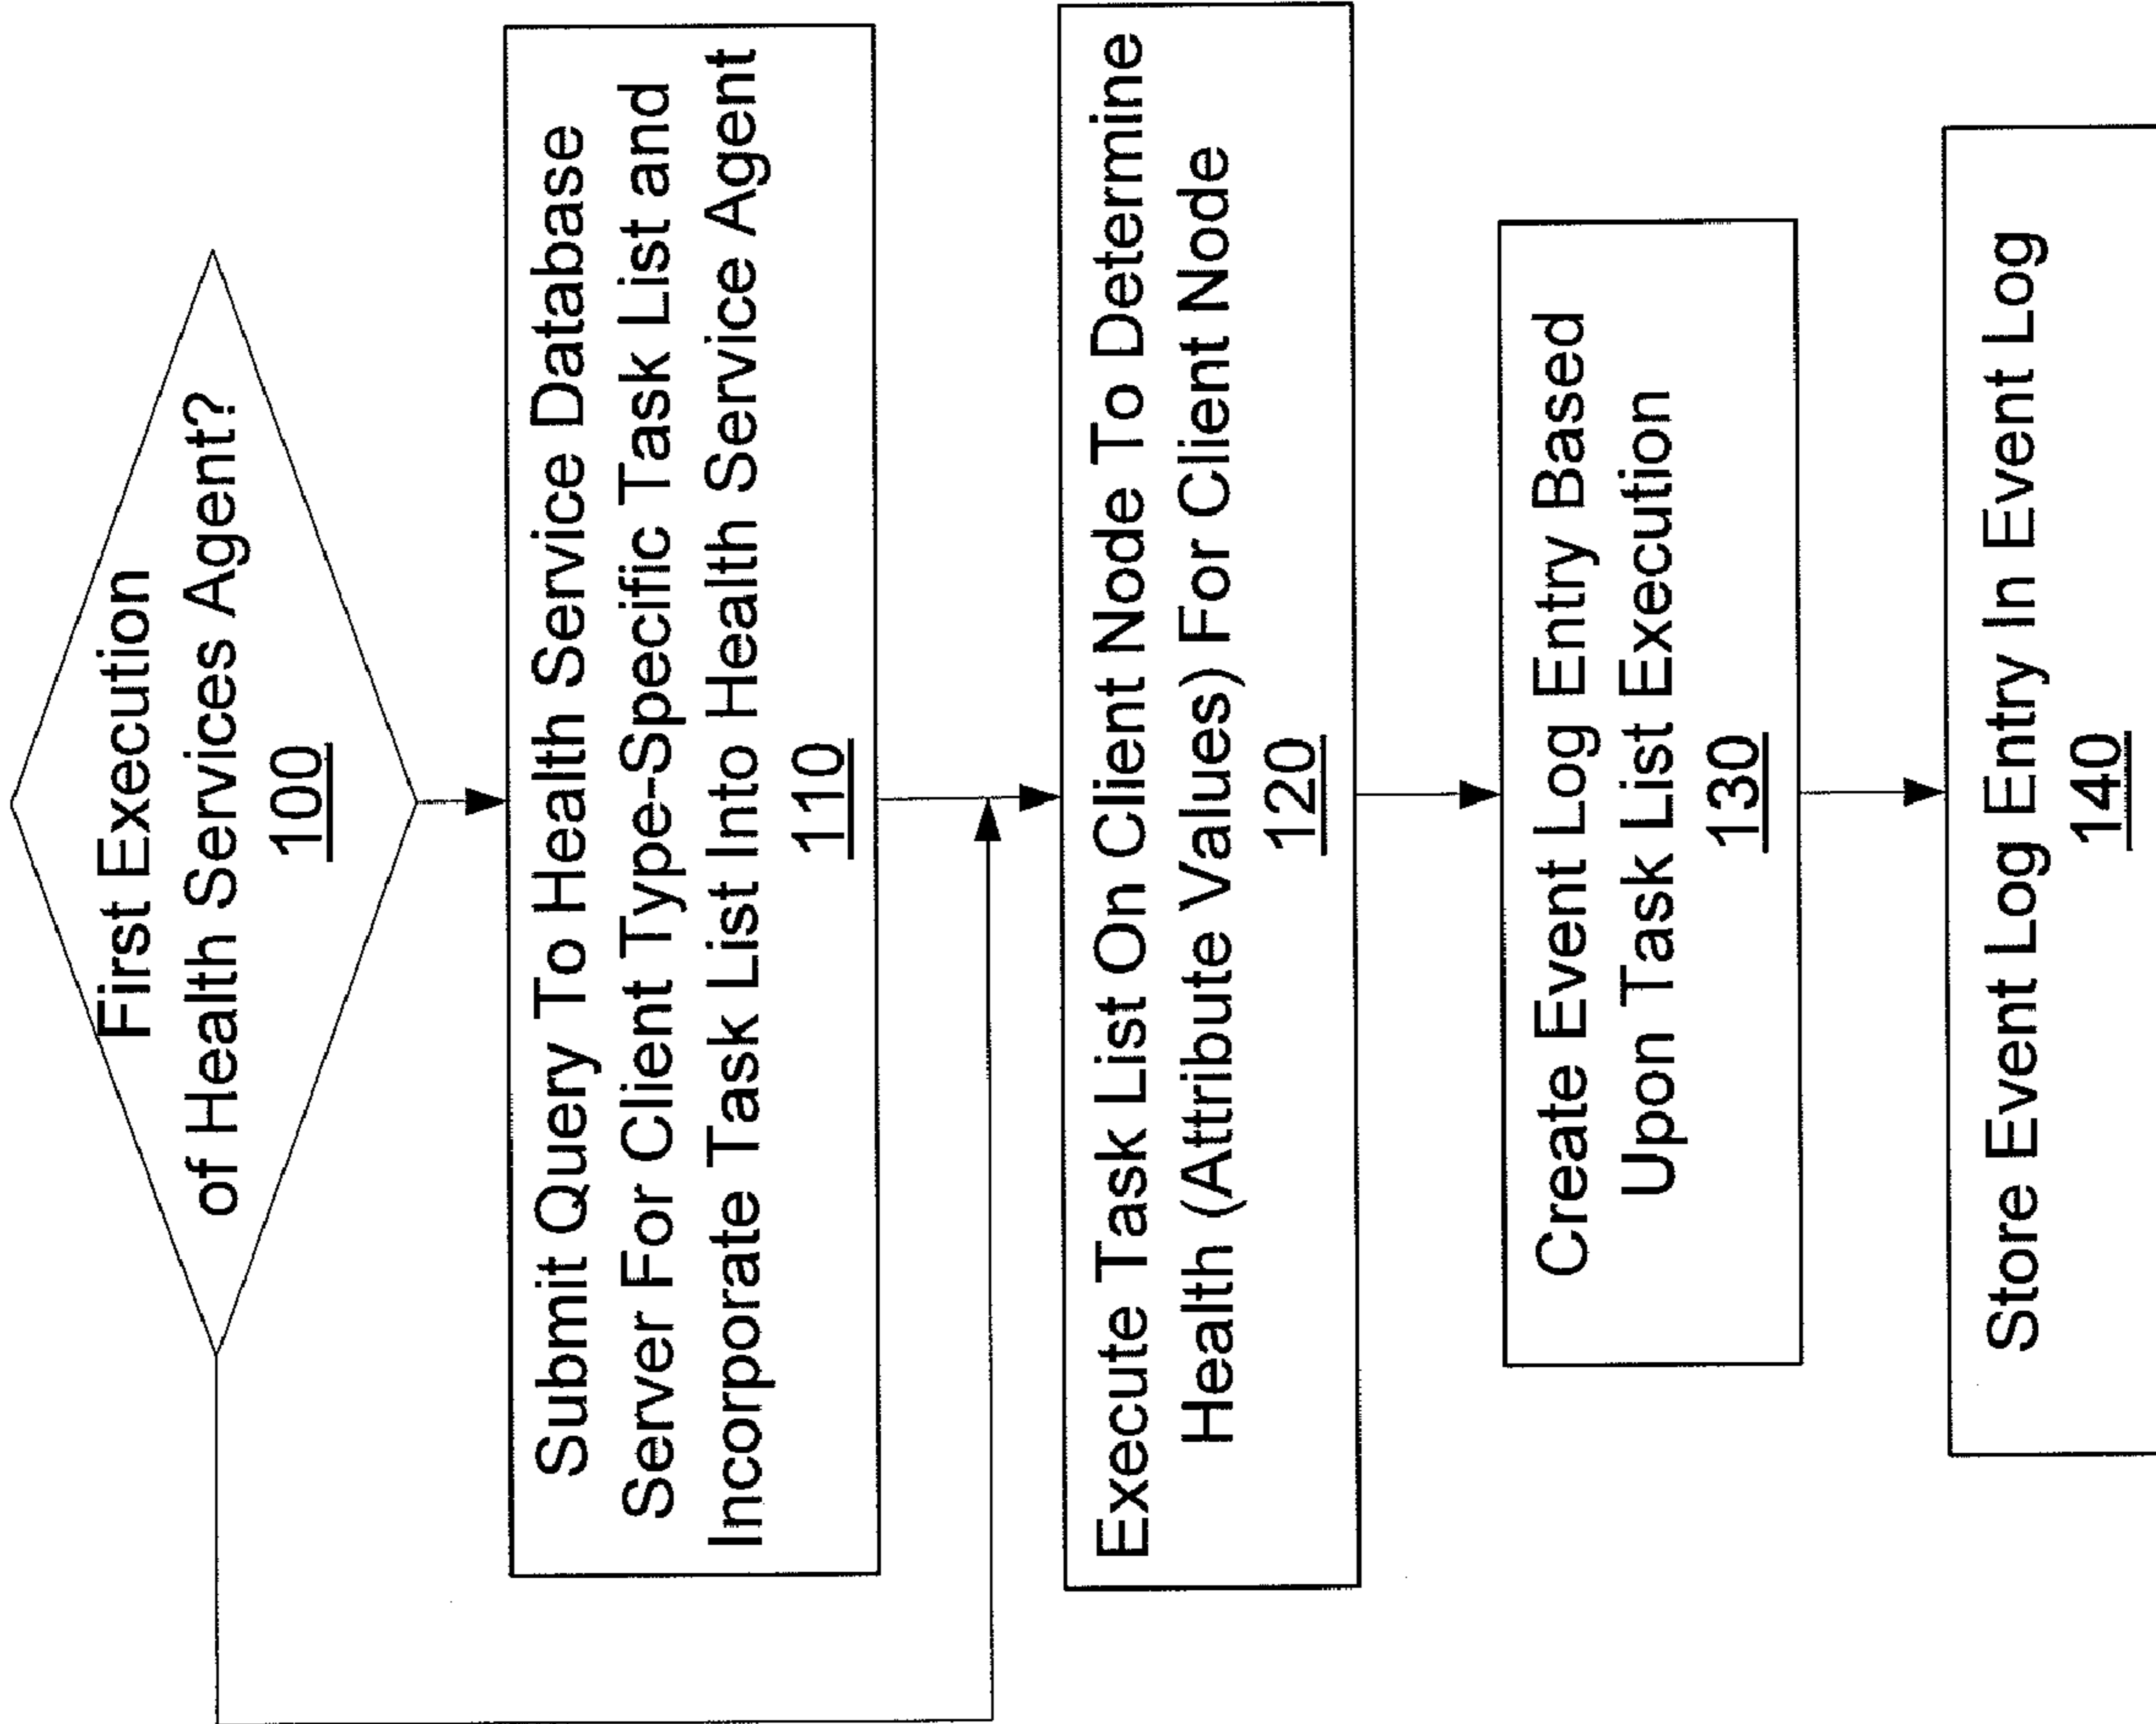 First Execution
of Health Services Agent?
100
Submit Query To Health Service Database
Server For Client Type-Specific Task List and
Incorporate Task List Into Health Service Agent
110
Execute Task List On Client Node To Determine
Health (Attribute Values) For Client Node
120
Create Event Log Entry Based
Upon Task List Execution
130
Store Event Log Entry In Event Log
140